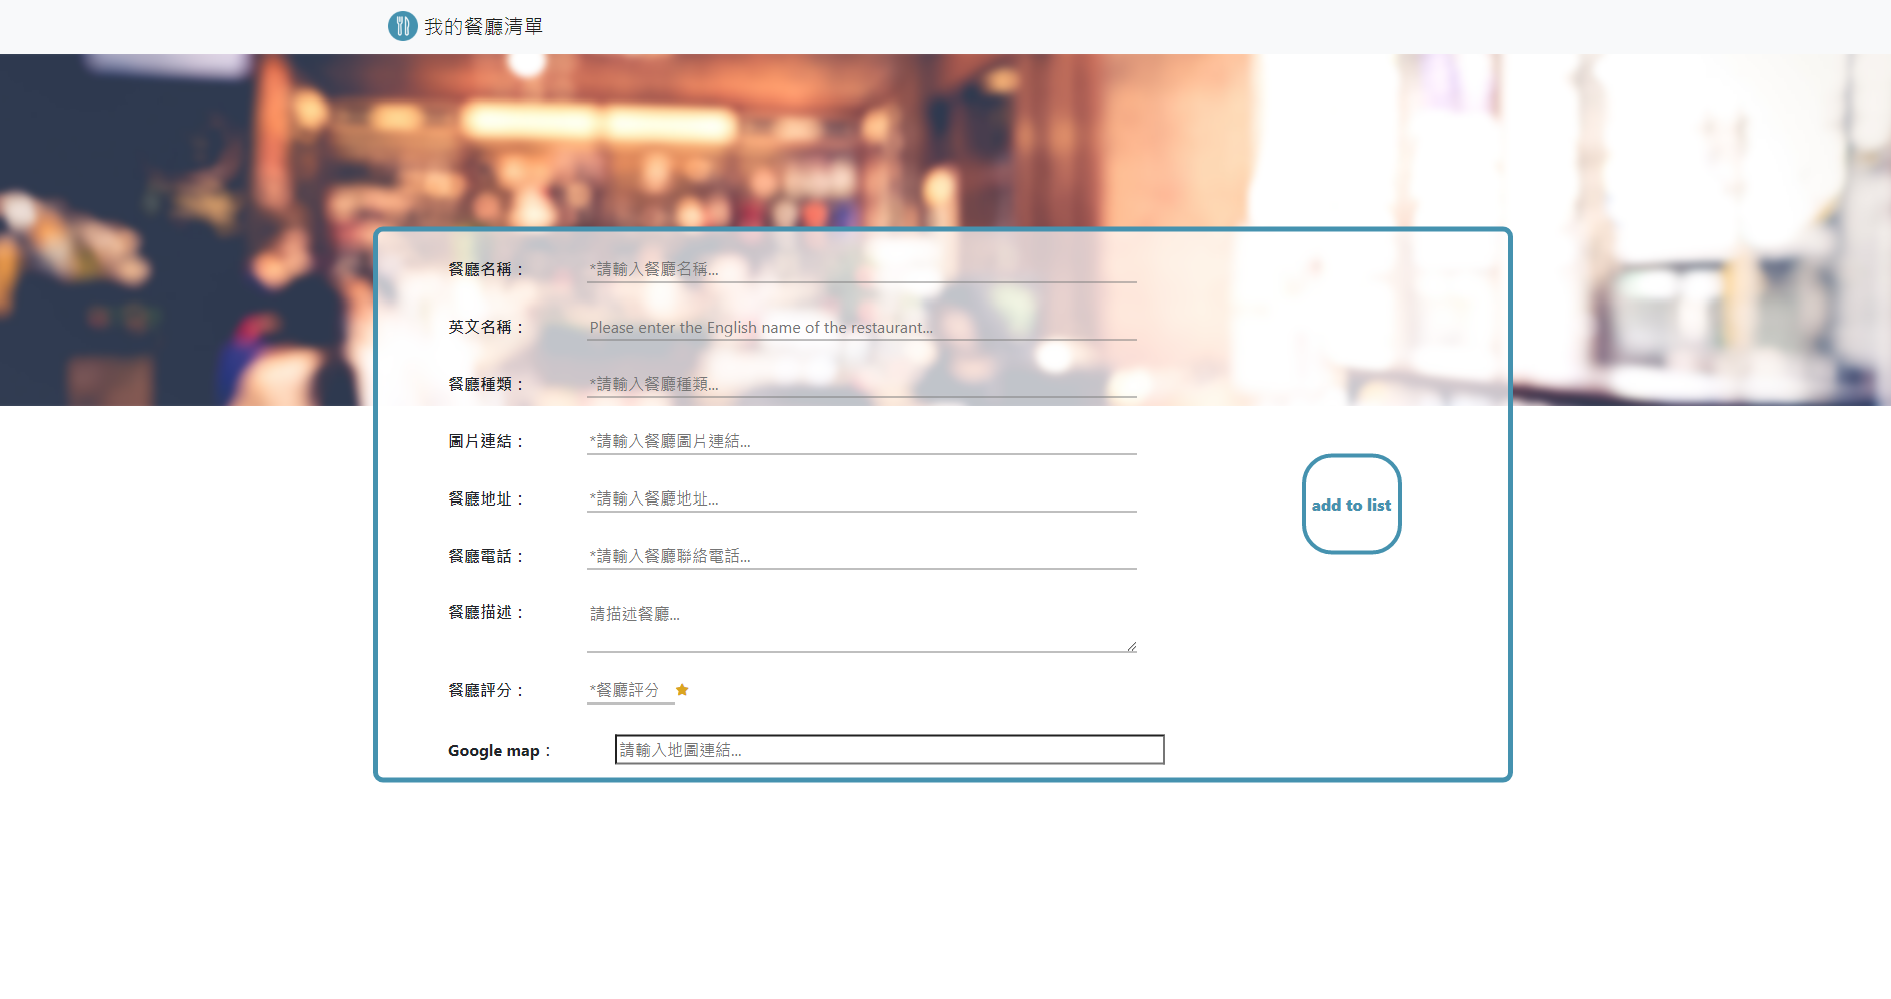 我的餐廳清單
餐廳名稱： *請輸入餐廳名稱...
英文名稱： Please enter the English name of the restaurant...
餐廳種類： *請輸入餐廳種類...
圖片連結： *請輸入餐廳圖片連結...
餐廳地址： *請輸入餐廳地址...
add to list
餐廳電話： *請輸入餐廳聯絡電話...
餐廳描述： 請描述餐廳...
餐廳評分： *餐廳評分
Google map： 請輸入地圖連結...